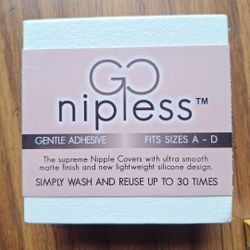 GO
nipless™
GENTLE ADHESIVE FITS SIZES A - D
The supreme Nipple Covers with ultra smooth
matte finish and new lightweight silicone design.
SIMPLY WASH AND REUSE UP TO 30 TIMES